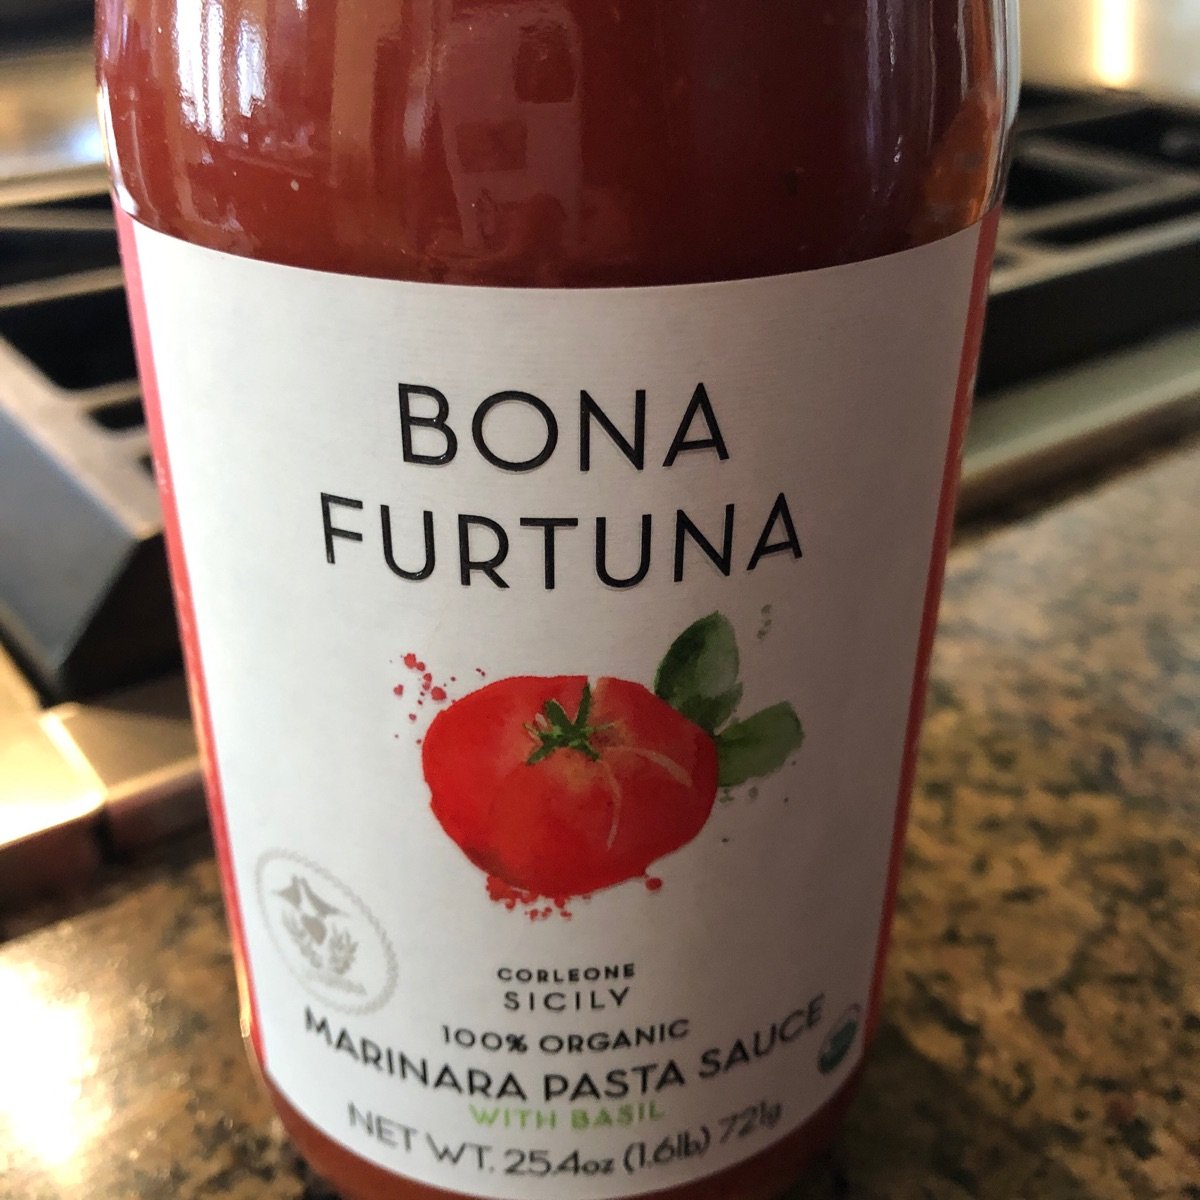 BONA
FURTUNA
CORLEONE
SICILY
100% ORGANIC
MARINARA PASTA SAUCE
WITH BASIL
NET WT. 25.4oz (1.6lb) 721g